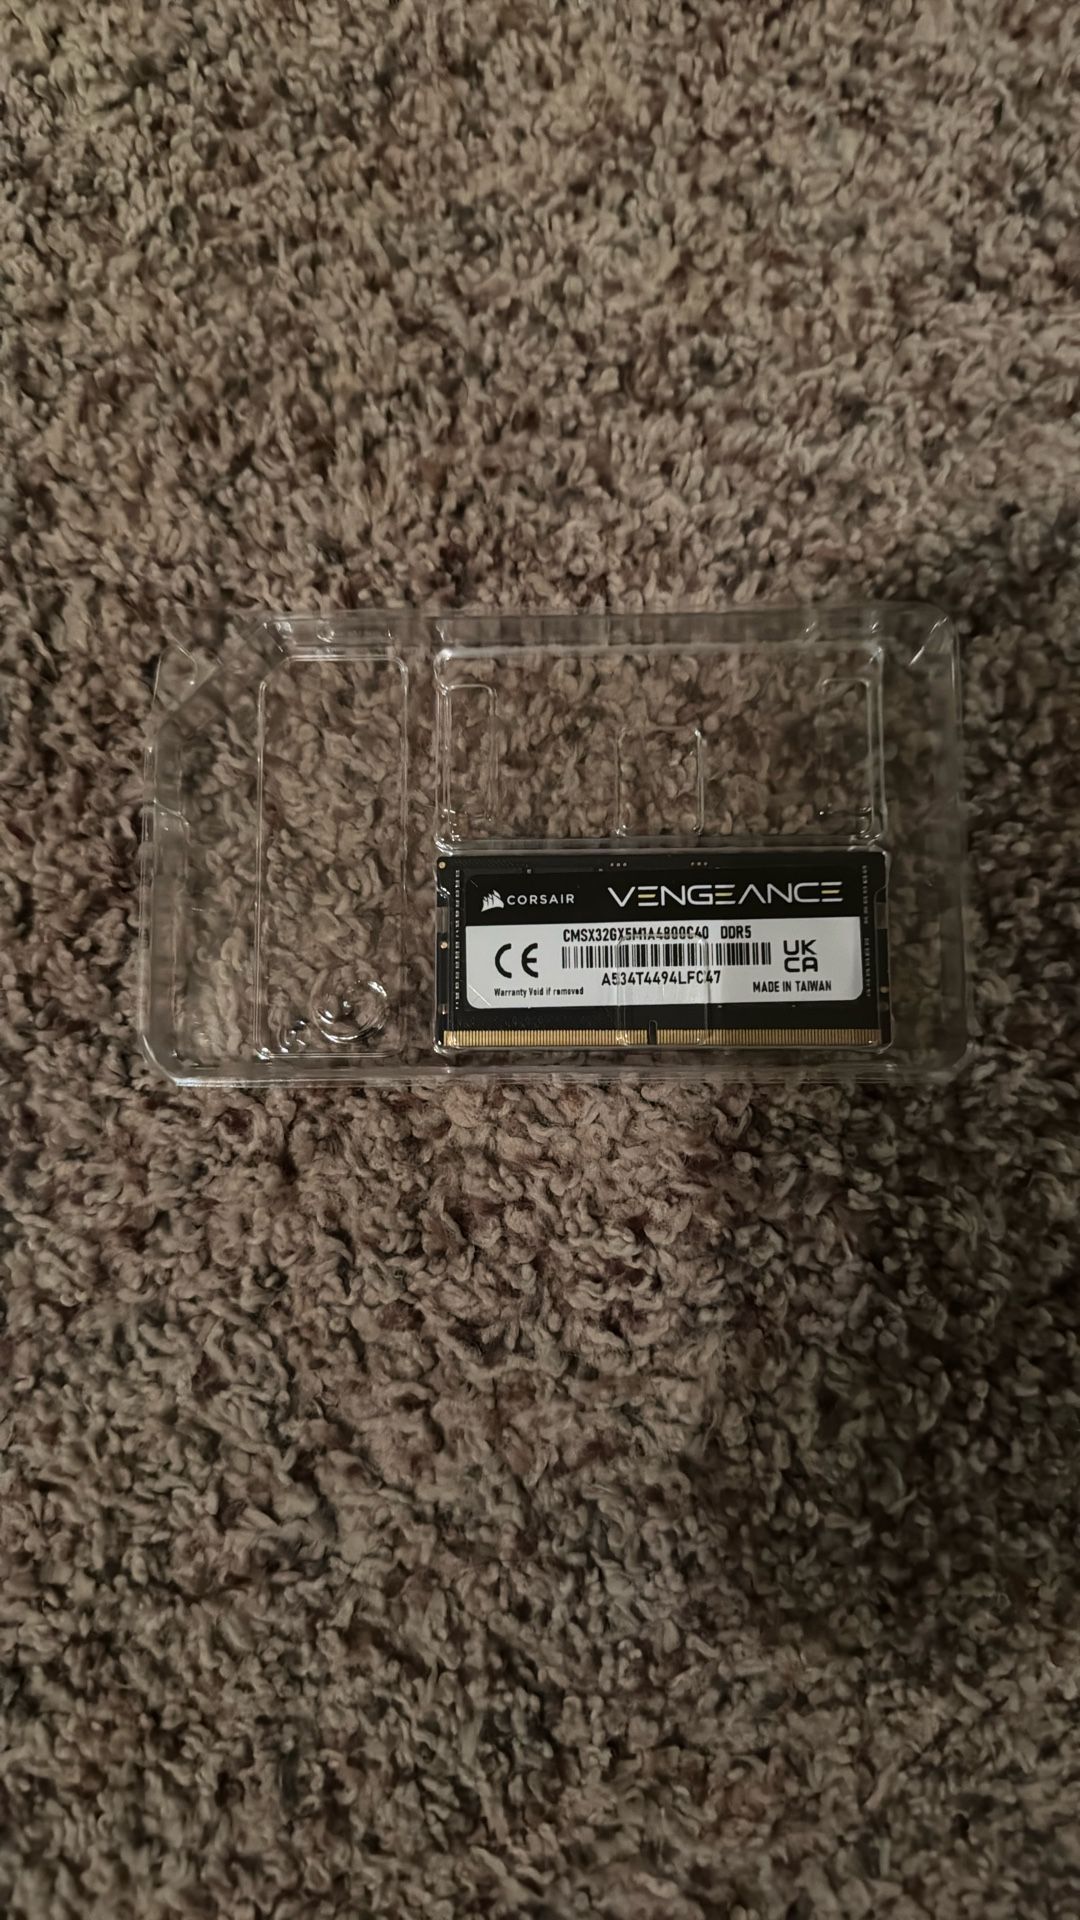 CORSAIR VENGEANCE
CMSX32GX5M1A4800C40 DDR5
CE
UK
CA
A534T4494LFC47
Warranty Void if removed
MADE IN TAIWAN